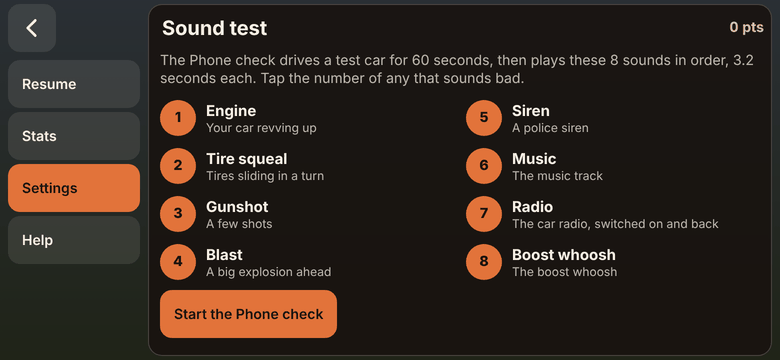 Sound test
0 pts
Resume
Stats
Settings
Help
The Phone check drives a test car for 60 seconds, then plays these 8 sounds in order, 3.2
seconds each. Tap the number of any that sounds bad.
1
Engine
Your car revving up
2
Tire squeal
Tires sliding in a turn
3
Gunshot
A few shots
4
Blast
A big explosion ahead
5
Siren
A police siren
6
Music
The music track
7
Radio
The car radio, switched on and back
8
Boost whoosh
The boost whoosh
Start the Phone check